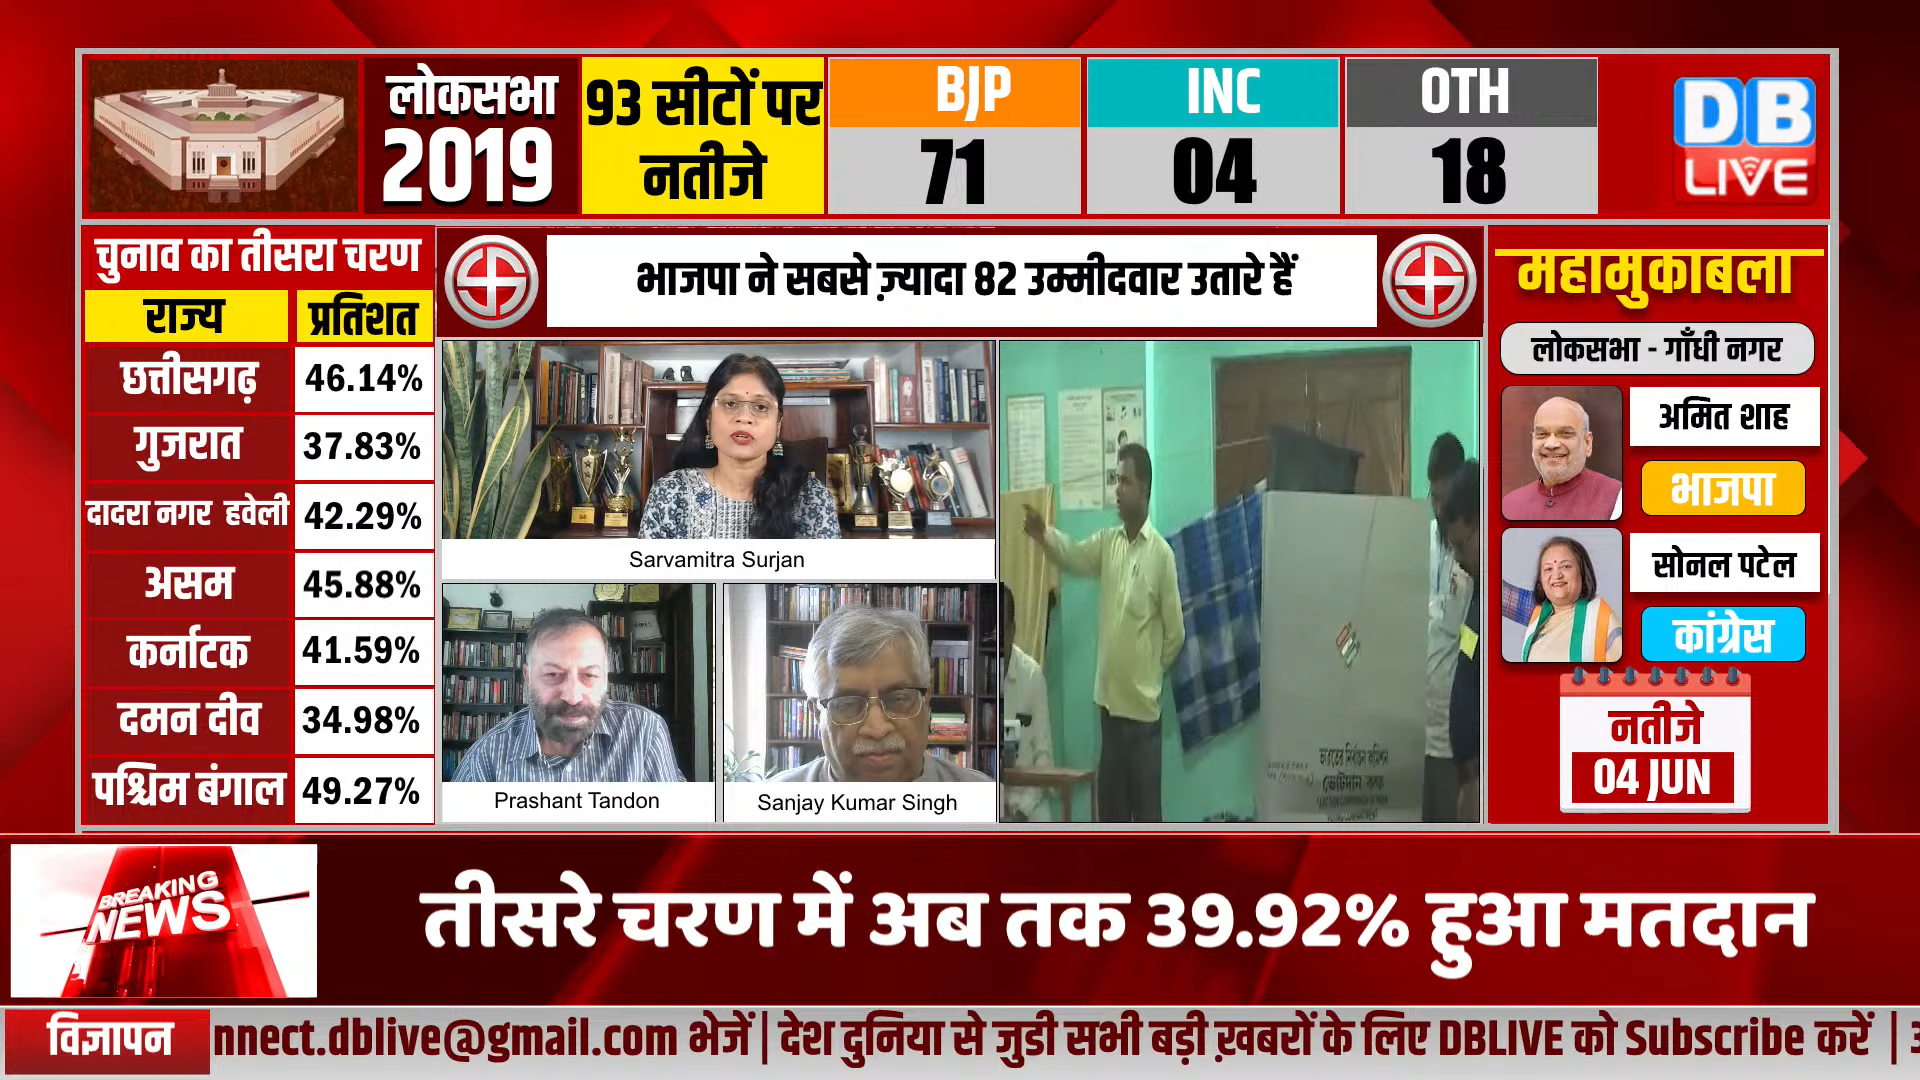 लोकसभा
2019
93 सीटों पर
नतीजे
BJP
71
INC
04
OTH
18
DB
LIVE
चुनाव का तीसरा चरण
राज्य प्रतिशत
छत्तीसगढ़ 46.14%
गुजरात 37.83%
दादरा नगर हवेली 42.29%
असम 45.88%
कर्नाटक 41.59%
दमन दीव 34.98%
पश्चिम बंगाल 49.27%
भाजपा ने सबसे ज़्यादा 82 उम्मीदवार उतारे हैं
Sarvamitra Surjan
Prashant Tandon
Sanjay Kumar Singh
महामुकाबला
लोकसभा - गाँधी नगर
अमित शाह
भाजपा
सोनल पटेल
कांग्रेस
नतीजे
04 JUN
BREAKING
NEWS
तीसरे चरण में अब तक 39.92% हुआ मतदान
विज्ञापन
nnect.dblive@gmail.com भेजें | देश दुनिया से जुडी सभी बड़ी ख़बरों के लिए DBLIVE को Subscribe करें |